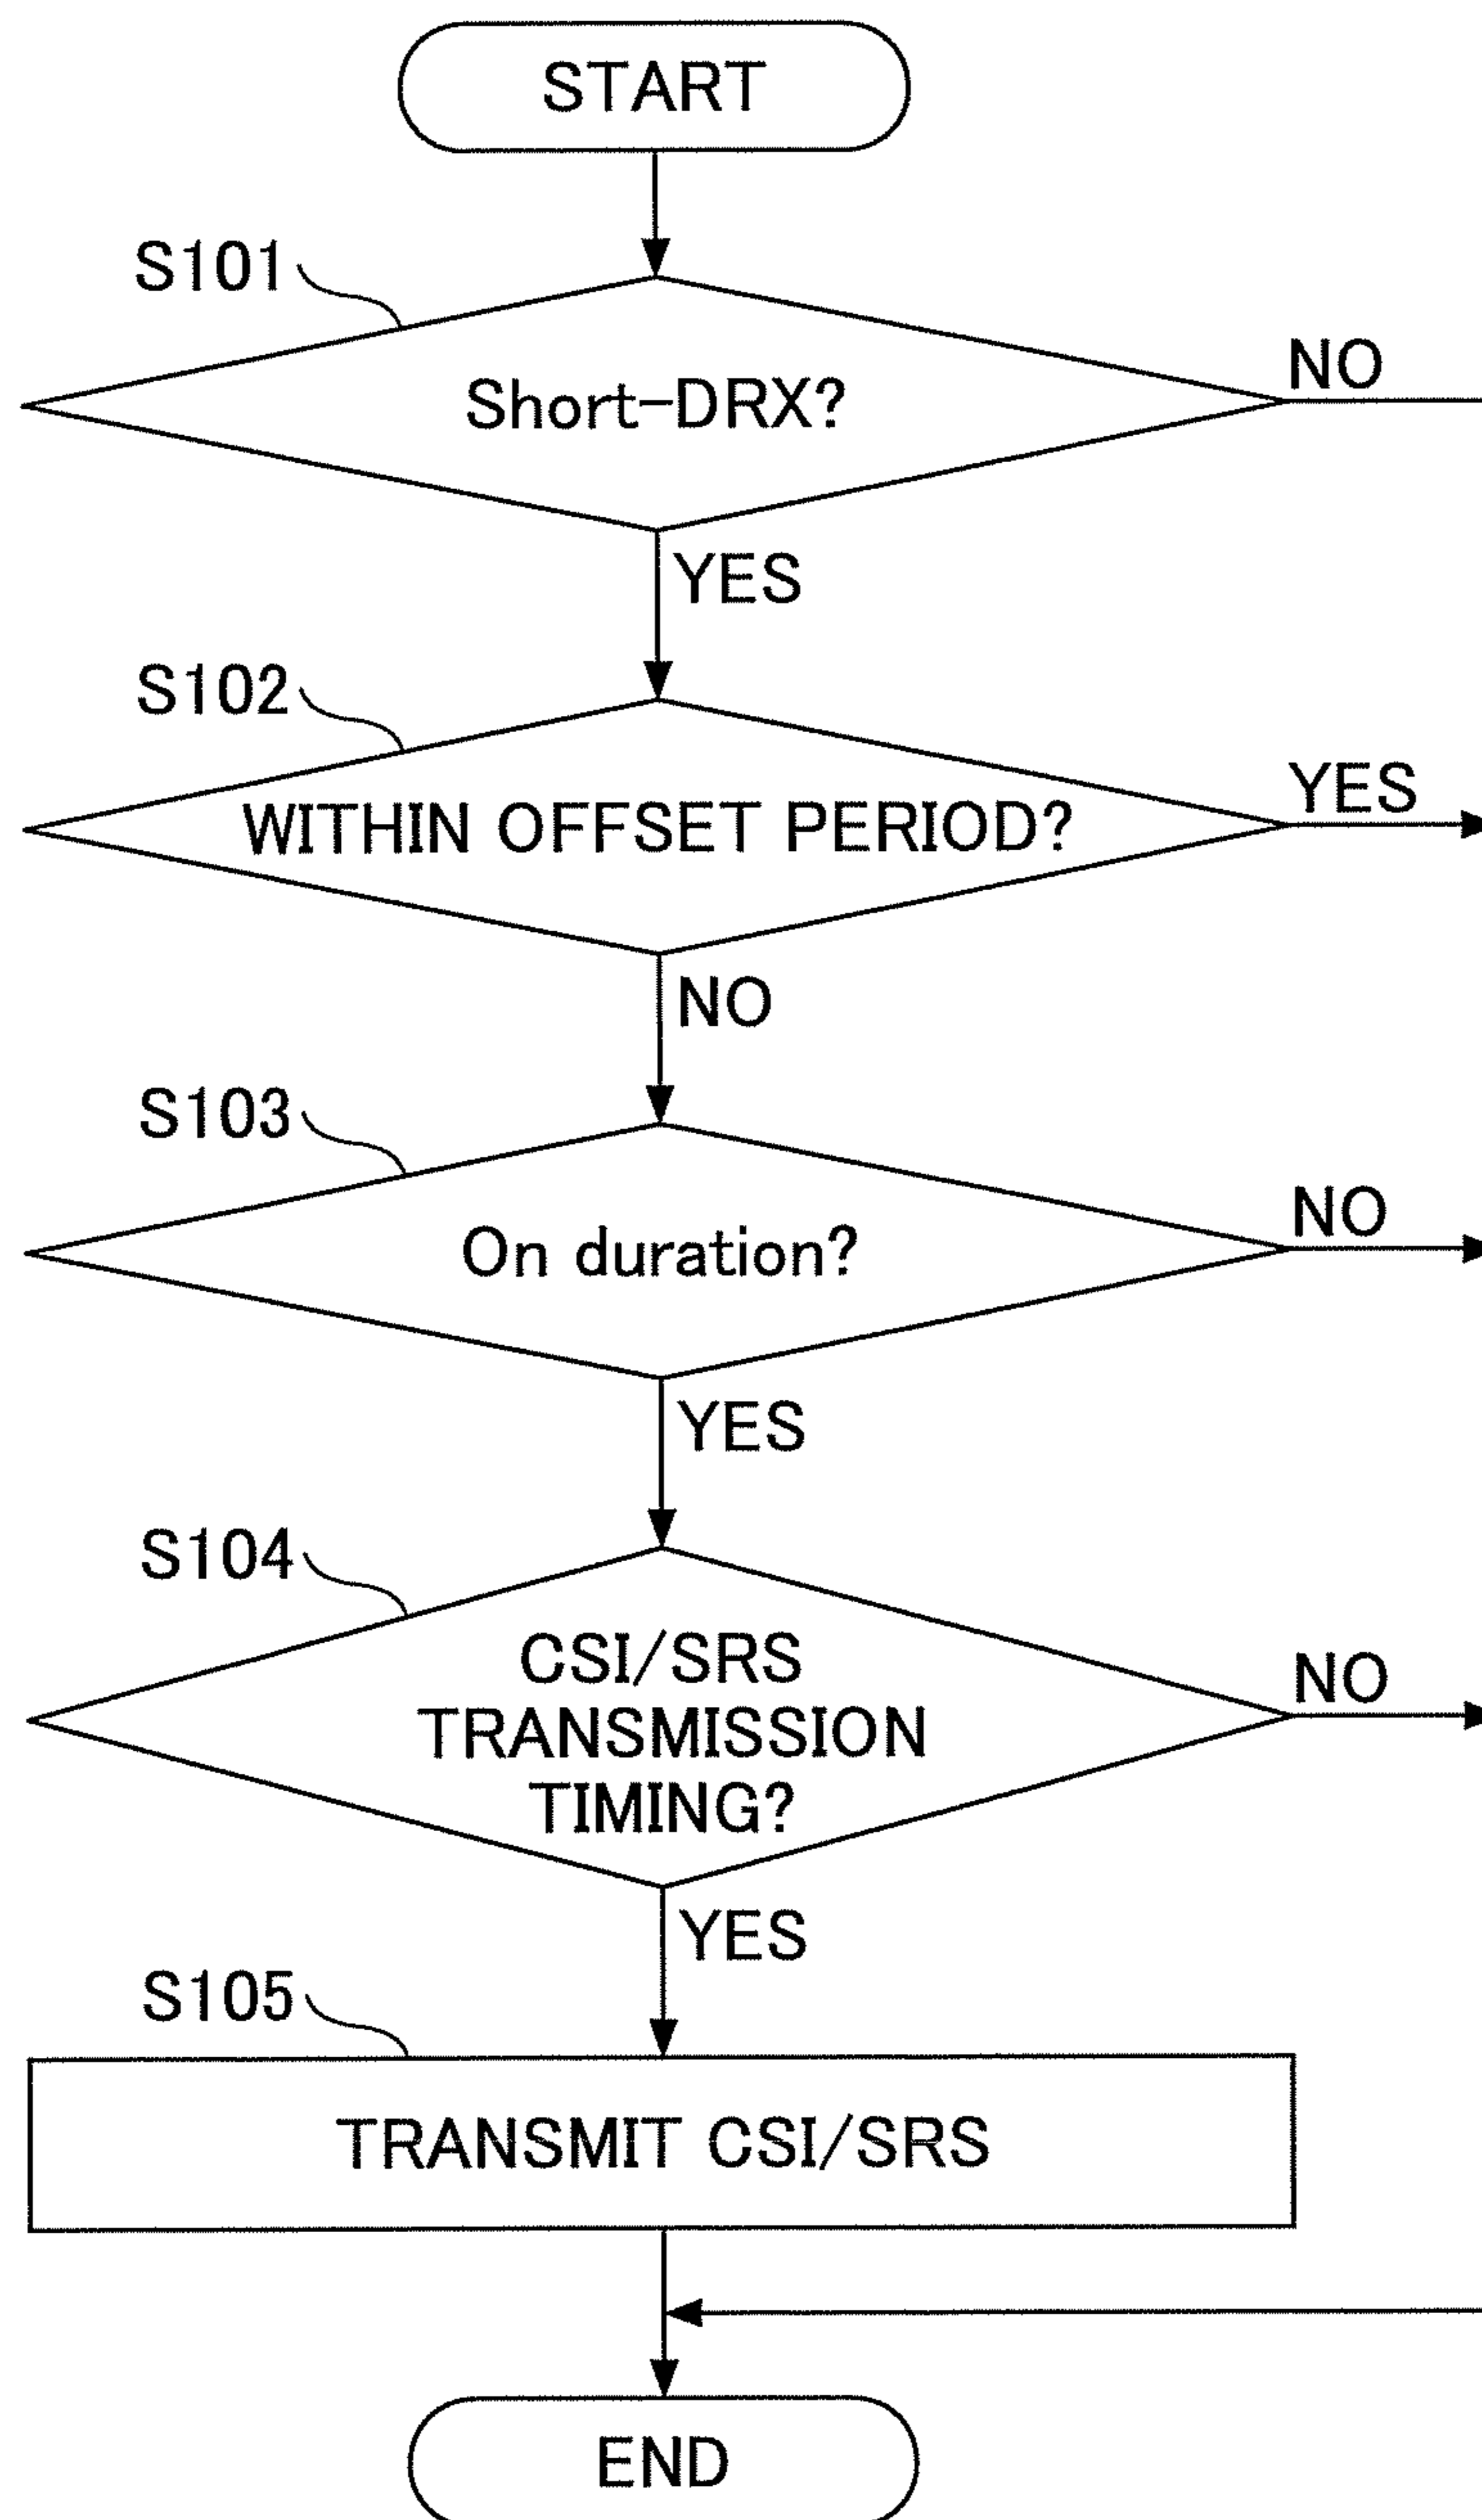 START
S101
Short-DRX?
NO
YES
S102
WITHIN OFFSET PERIOD?
YES
NO
S103
On duration?
NO
YES
S104
CSI/SRS
TRANSMISSION
TIMING?
NO
YES
S105
TRANSMIT CSI/SRS
END